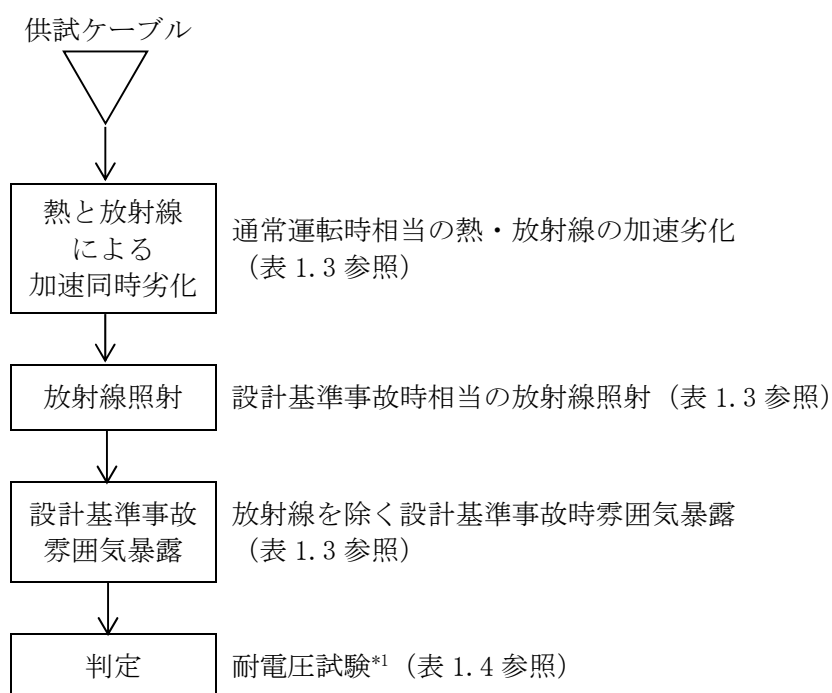 供試ケーブル
熱と放射線
による
加速同時劣化
通常運転時相当の熱・放射線の加速劣化
（表 1.3 参照）
放射線照射
設計基準事故時相当の放射線照射（表 1.3 参照）
設計基準事故
雰囲気暴露
放射線を除く設計基準事故時雰囲気暴露
（表 1.3 参照）
判定
耐電圧試験*1（表 1.4 参照）